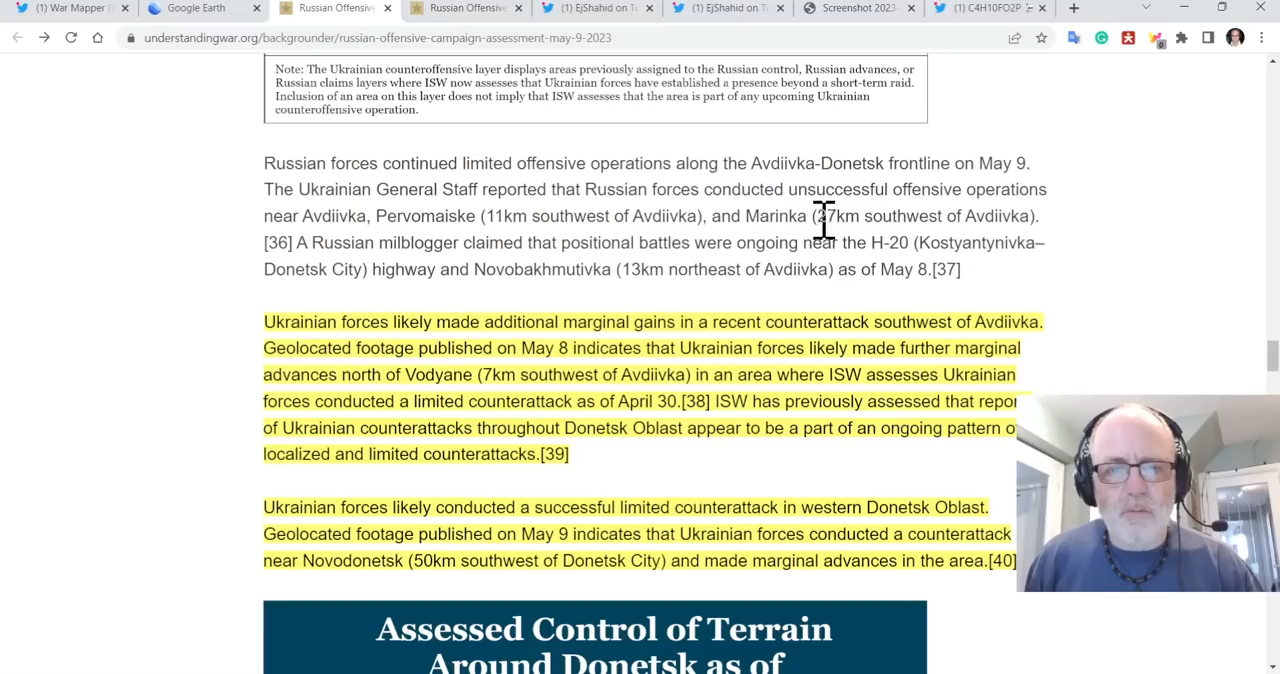 (11) War Mapper (
Google Earth
Russian Offensive
Russian Offensive
(11) EjShahid on T
(11) EjShahid on Tw
Screenshot 2023-
(1) C4H10FO2P
understandingwar.org/backgrounder/russian-offensive-campaign-assessment-may-9-2023
Note: The Ukrainian counteroffensive layer displays areas previously assigned to the Russian control, Russian advances, or
Russian claims layers where ISW now assesses that Ukrainian forces have established a presence beyond a short-term raid.
Inclusion of an area on this layer does not imply that ISW assesses that the area is part of any upcoming Ukrainian
counteroffensive operation.
Russian forces continued limited offensive operations along the Avdiivka-Donetsk frontline on May 9.
The Ukrainian General Staff reported that Russian forces conducted unsuccessful offensive operations
near Avdiivka, Pervomaiske (11km southwest of Avdiivka), and Marinka (27km southwest of Avdiivka).
[36] A Russian milblogger claimed that positional battles were ongoing near the H-20 (Kostyantynivka–
Donetsk City) highway and Novobakhmutivka (13km northeast of Avdiivka) as of May 8.[37]
Ukrainian forces likely made additional marginal gains in a recent counterattack southwest of Avdiivka.
Geolocated footage published on May 8 indicates that Ukrainian forces likely made further marginal
advances north of Vodyane (7km southwest of Avdiivka) in an area where ISW assesses Ukrainian
forces conducted a limited counterattack as of April 30.[38] ISW has previously assessed that repor
of Ukrainian counterattacks throughout Donetsk Oblast appear to be a part of an ongoing pattern o
localized and limited counterattacks.[39]
Ukrainian forces likely conducted a successful limited counterattack in western Donetsk Oblast.
Geolocated footage published on May 9 indicates that Ukrainian forces conducted a counterattack
near Novodonetsk (50km southwest of Donetsk City) and made marginal advances in the area.[40]
Assessed Control of Terrain
Around Donetsk as of